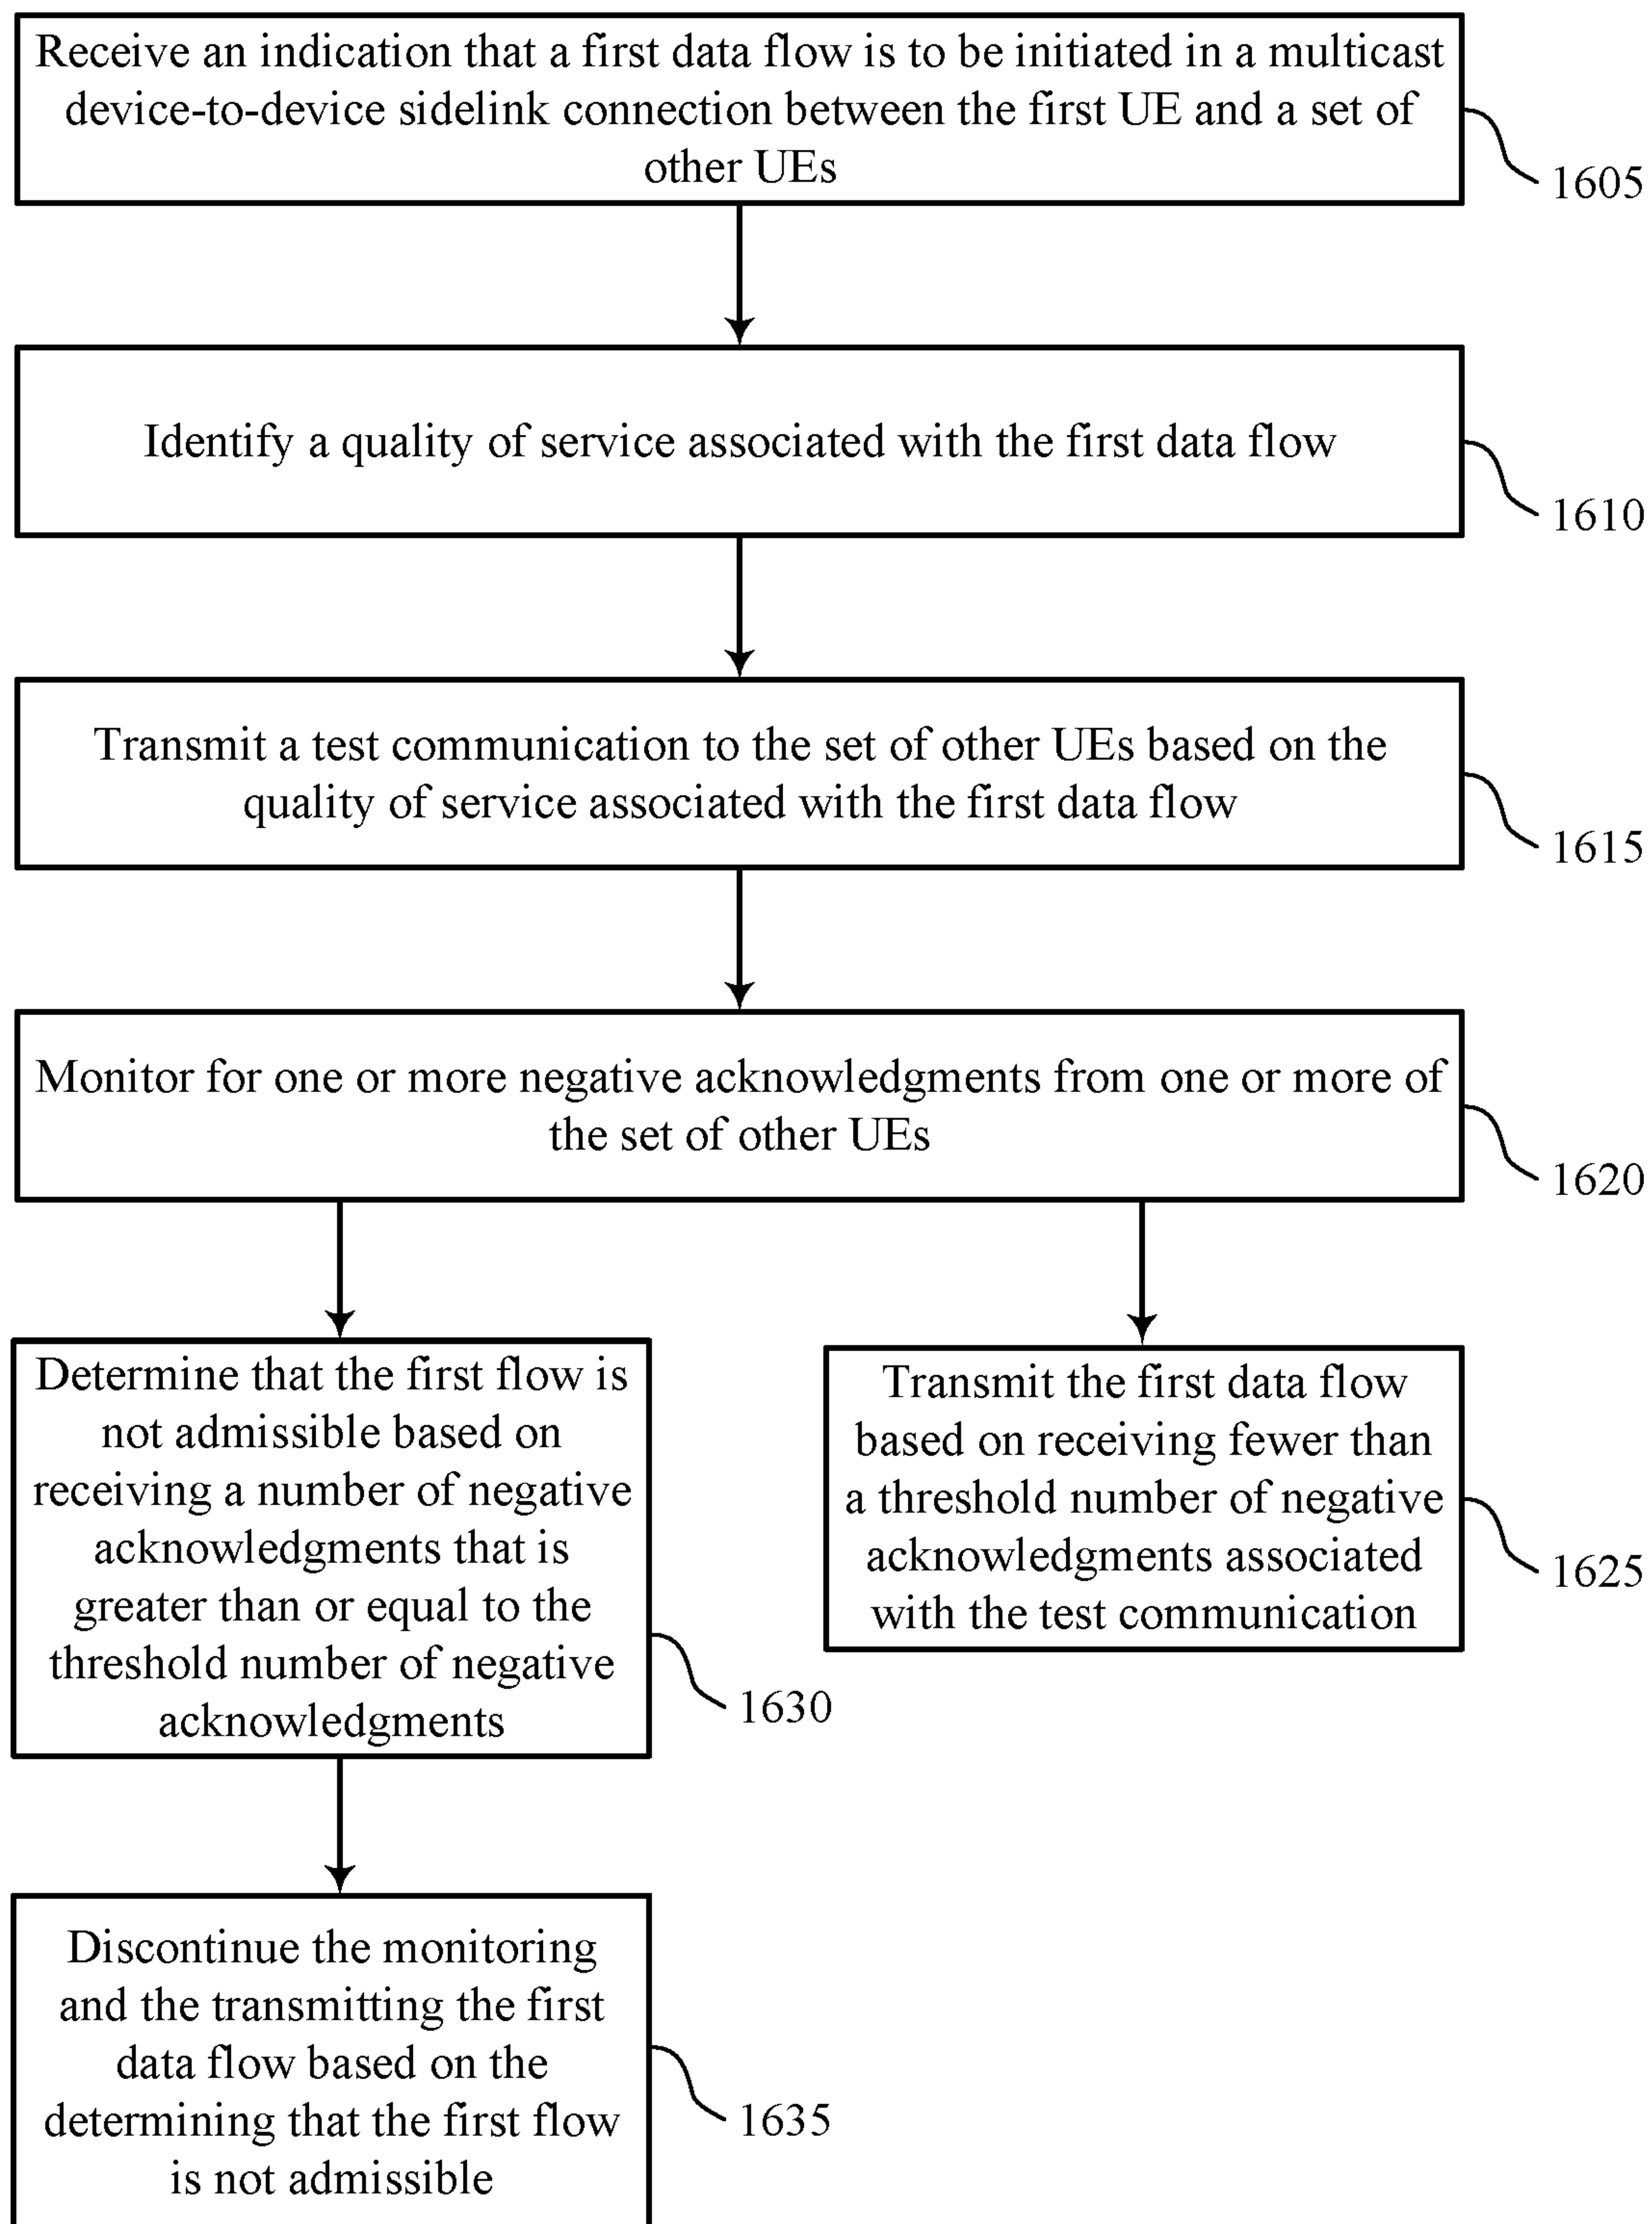 Receive an indication that a first data flow is to be initiated in a multicast
device-to-device sidelink connection between the first UE and a set of
other UEs
1605
Identify a quality of service associated with the first data flow
1610
Transmit a test communication to the set of other UEs based on the
quality of service associated with the first data flow
1615
Monitor for one or more negative acknowledgments from one or more of
the set of other UEs
1620
Determine that the first flow is
not admissible based on
receiving a number of negative
acknowledgments that is
greater than or equal to the
threshold number of negative
acknowledgments
1630
Transmit the first data flow
based on receiving fewer than
a threshold number of negative
acknowledgments associated
with the test communication
1625
Discontinue the monitoring
and the transmitting the first
data flow based on the
determining that the first flow
is not admissible
1635